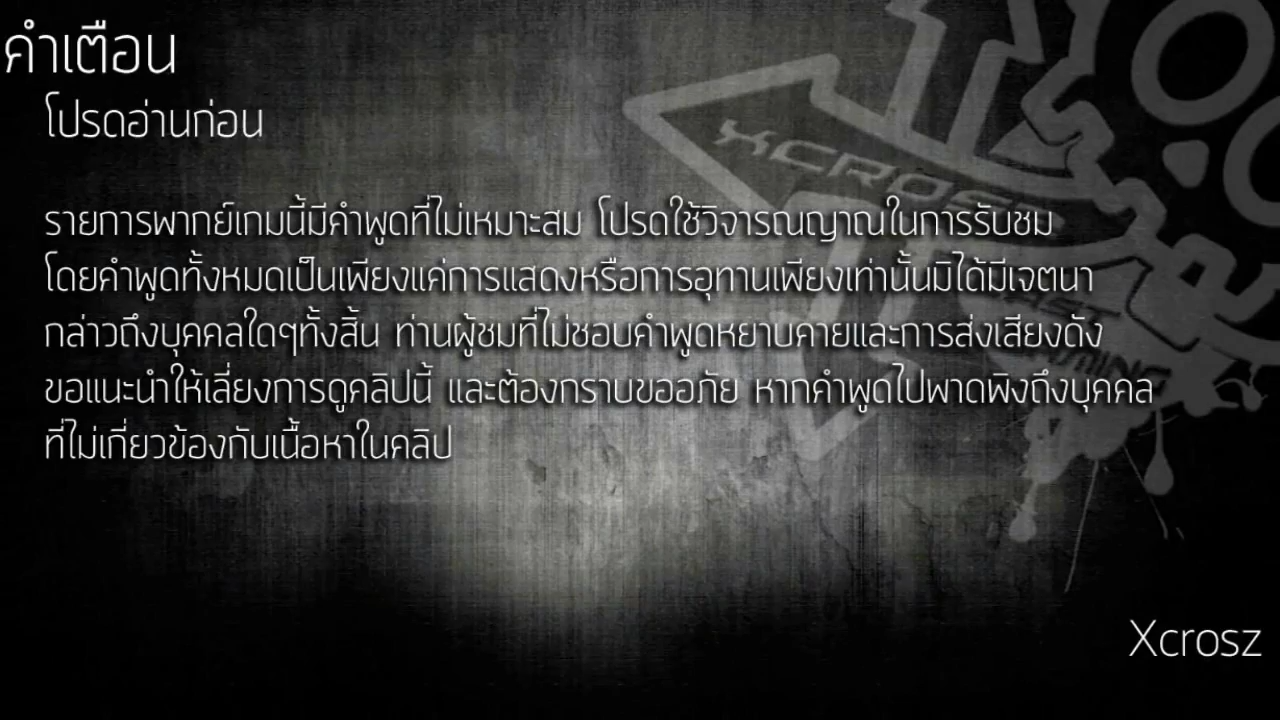 คำเตือน
โปรดอ่านก่อน
XCROSZ
รายการพากย์เกมนี้มีคำพูดที่ไม่เหมาะสม โปรดใช้วิจารณญาณในการรับชม
โดยคำพูดทั้งหมดเป็นเพียงแค่การแสดงหรือการอุทานเพียงเท่านั้นมิได้มีเจตนา
กล่าวถึงบุคคลใดๆทั้งสิ้น ท่านผู้ชมที่ไม่ชอบคำพูดหยาบคายและการส่งเสียงดัง
ขอแนะนำให้เลี่ยงการดูคลิปนี้ และต้องกราบขออภัย หากคำพูดไปพาดพิงถึงบุคคล
ที่ไม่เกี่ยวข้องกับเนื้อหาในคลิป
Xcrosz